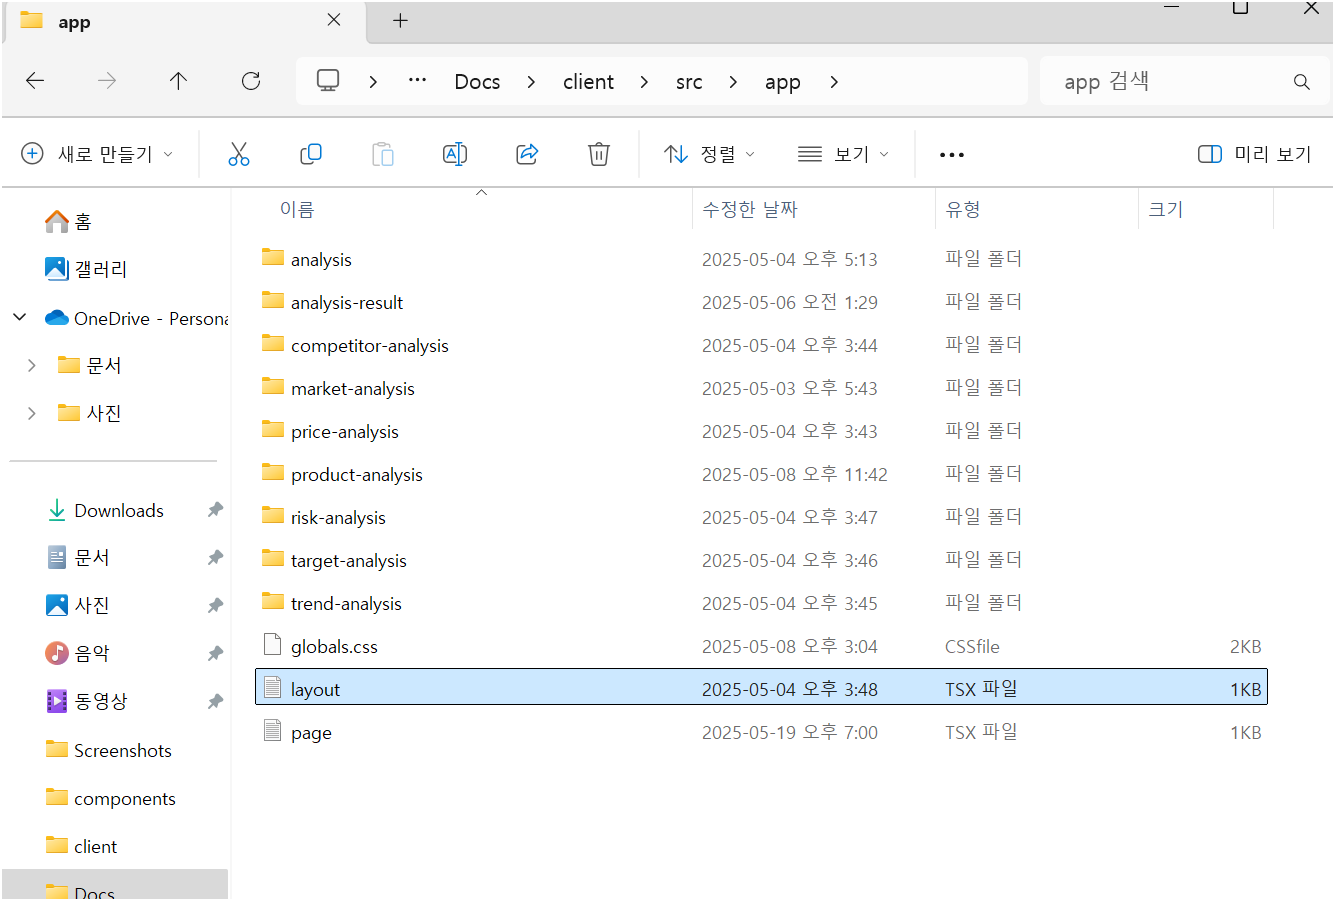 app
Docs > client > src > app >
app 검색
새로 만들기
정렬
보기
미리 보기
홈
갤러리
OneDrive - Persona
문서
사진
Downloads
문서
사진
음악
동영상
Screenshots
components
client
Docs
이름 수정한 날짜 유형 크기
analysis 2025-05-04 오후 5:13 파일 폴더
analysis-result 2025-05-06 오전 1:29 파일 폴더
competitor-analysis 2025-05-04 오후 3:44 파일 폴더
market-analysis 2025-05-03 오후 5:43 파일 폴더
price-analysis 2025-05-04 오후 3:43 파일 폴더
product-analysis 2025-05-08 오후 11:42 파일 폴더
risk-analysis 2025-05-04 오후 3:47 파일 폴더
target-analysis 2025-05-04 오후 3:46 파일 폴더
trend-analysis 2025-05-04 오후 3:45 파일 폴더
globals.css 2025-05-08 오후 3:04 CSSfile 2KB
layout 2025-05-04 오후 3:48 TSX 파일 1KB
page 2025-05-19 오후 7:00 TSX 파일 1KB